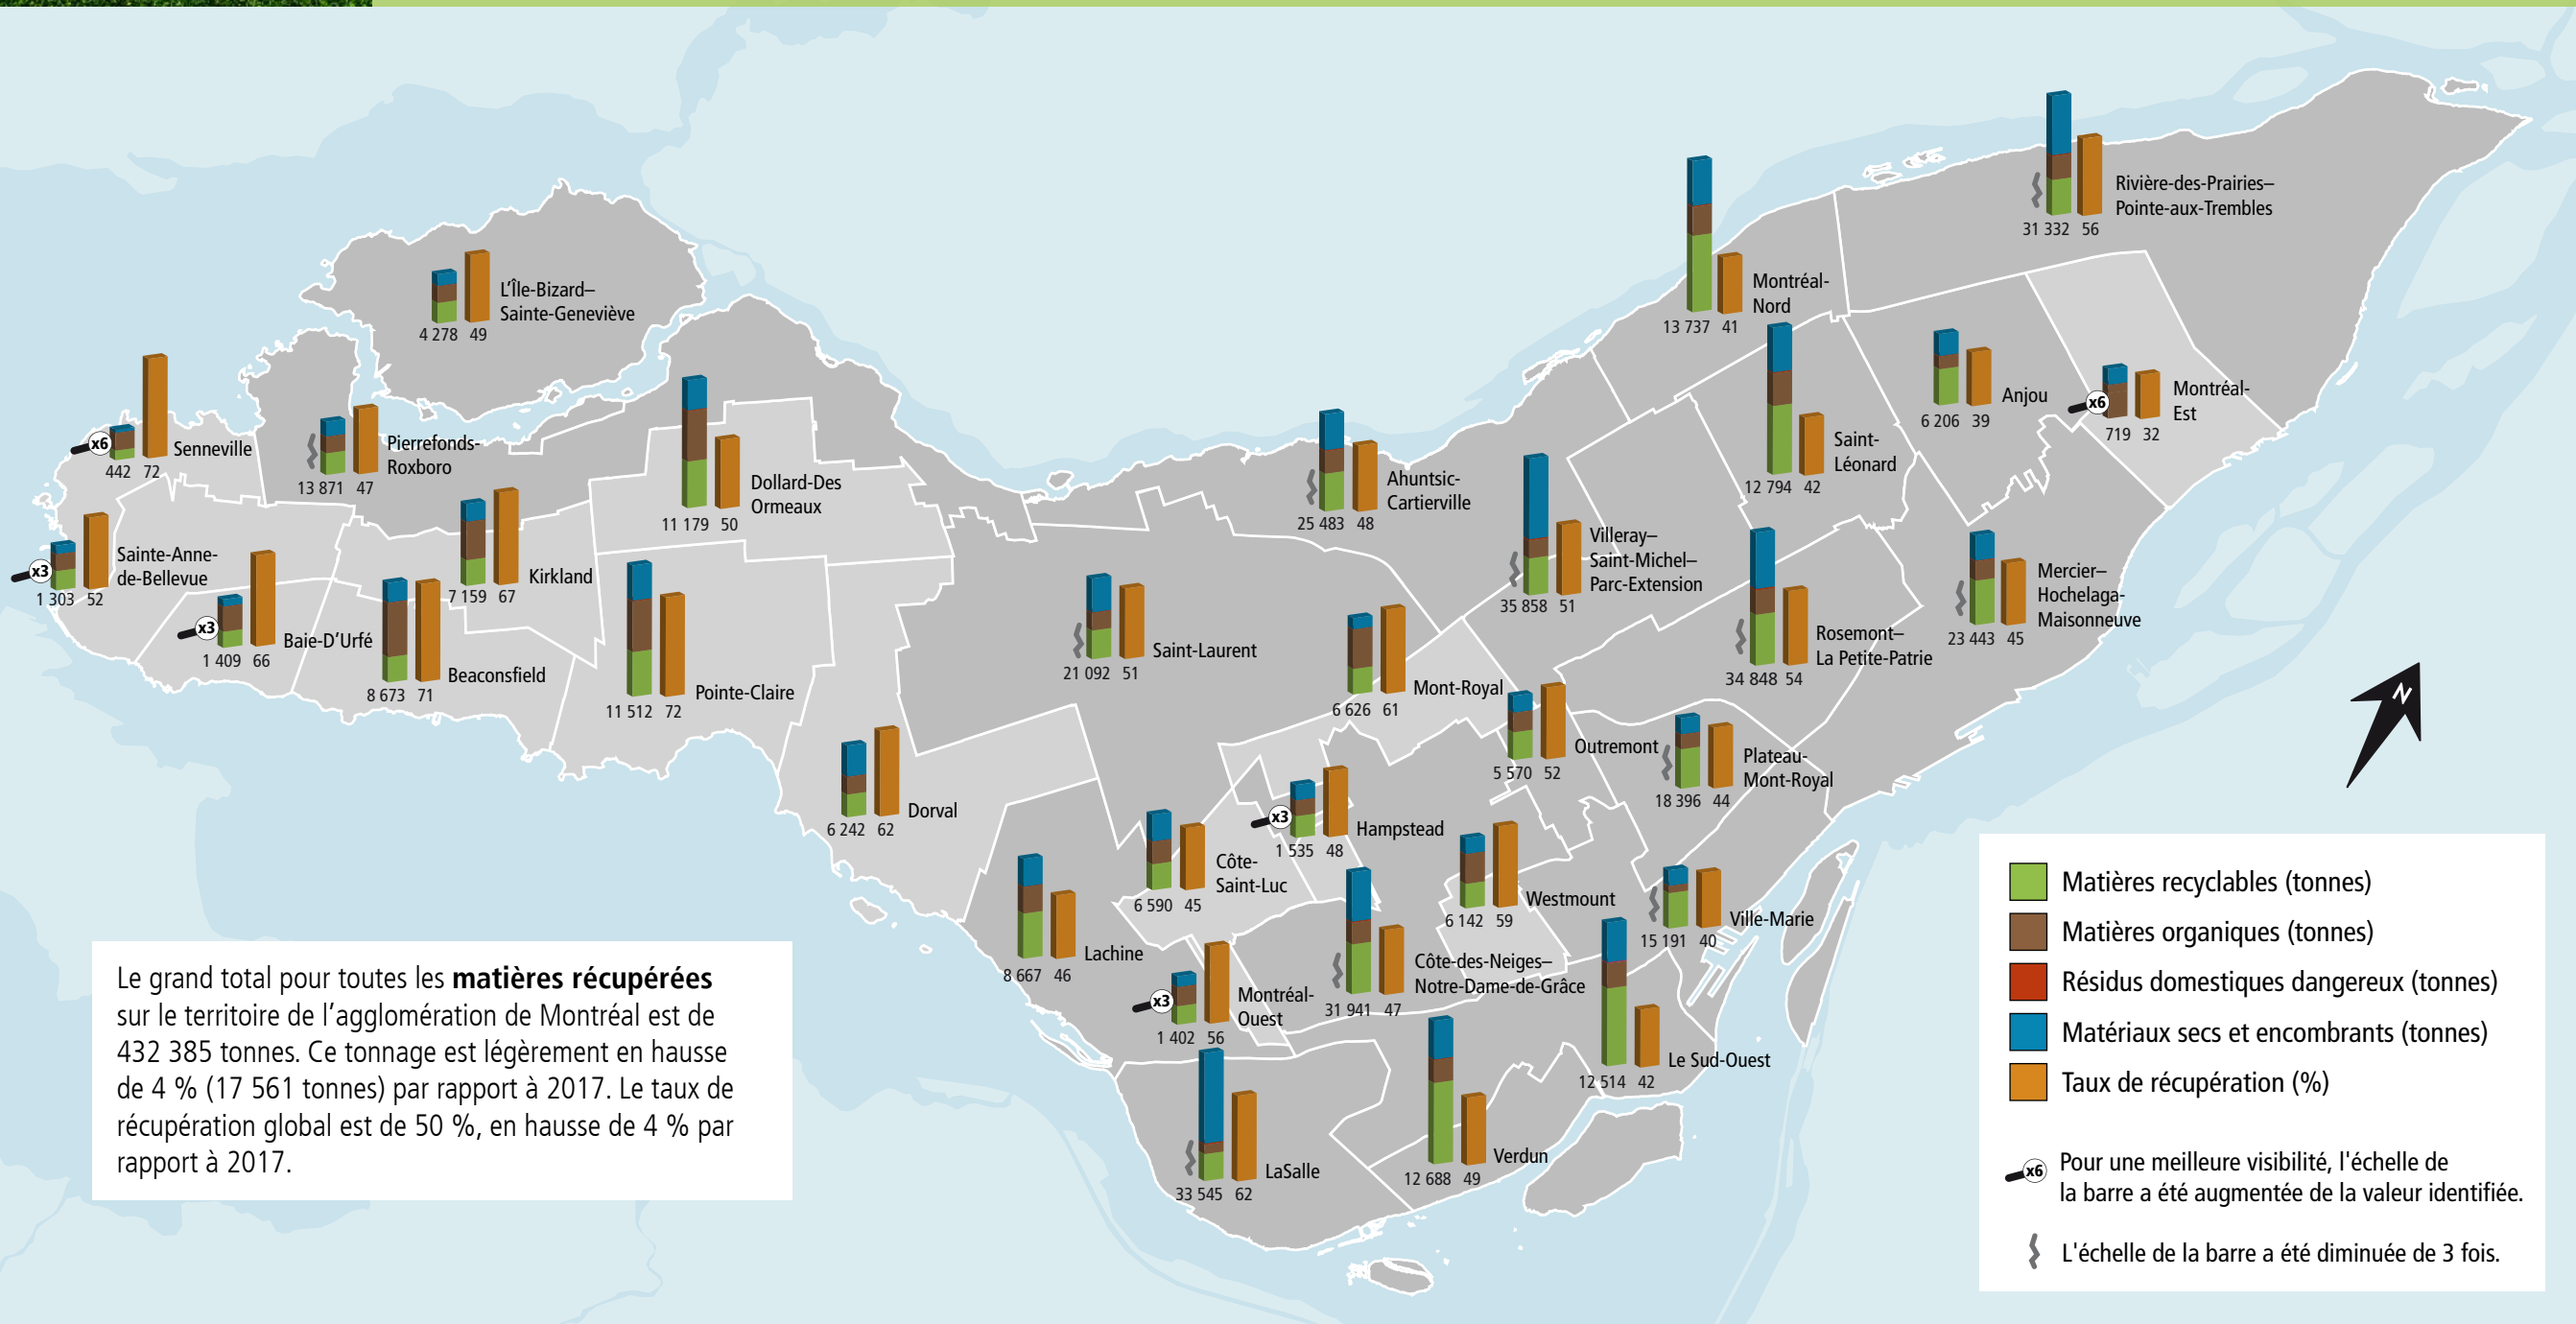 Rivière-des-Prairies–
Pointe-aux-Trembles
31 332 56
Montréal-
Nord
13 737 41
L'Île-Bizard–
Sainte-Geneviève
4 278 49
Anjou
6 206 39
x6
Montréal-
Est
719 32
x6
Senneville
442 72
Pierrefonds-
Roxboro
13 871 47
Dollard-Des
Ormeaux
11 179 50
Ahuntsic-
Cartierville
25 483 48
Saint-
Léonard
12 794 42
x3
Sainte-Anne-
de-Bellevue
1 303 52
Kirkland
7 159 67
Villeray–
Saint-Michel–
Parc-Extension
35 858 51
Mercier–
Hochelaga-
Maisonneuve
23 443 45
x3
Baie-D'Urfé
1 409 66
Beaconsfield
8 673 71
Pointe-Claire
11 512 72
Saint-Laurent
21 092 51
Mont-Royal
6 626 61
Rosemont–
La Petite-Patrie
34 848 54
Outremont
5 570 52
Plateau-
Mont-Royal
18 396 44
Dorval
6 242 62
x3
Hampstead
1 535 48
Côte-
Saint-Luc
6 590 45
Westmount
6 142 59
Ville-Marie
15 191 40
Lachine
8 667 46
x3
Montréal-
Ouest
1 402 56
Côte-des-Neiges–
Notre-Dame-de-Grâce
31 941 47
Le Sud-Ouest
12 514 42
LaSalle
33 545 62
Verdun
12 688 49
N
Le grand total pour toutes les matières récupérées
sur le territoire de l'agglomération de Montréal est de
432 385 tonnes. Ce tonnage est légèrement en hausse
de 4 % (17 561 tonnes) par rapport à 2017. Le taux de
récupération global est de 50 %, en hausse de 4 % par
rapport à 2017.
Matières recyclables (tonnes)
Matières organiques (tonnes)
Résidus domestiques dangereux (tonnes)
Matériaux secs et encombrants (tonnes)
Taux de récupération (%)
x6
Pour une meilleure visibilité, l'échelle de
la barre a été augmentée de la valeur identifiée.
L'échelle de la barre a été diminuée de 3 fois.